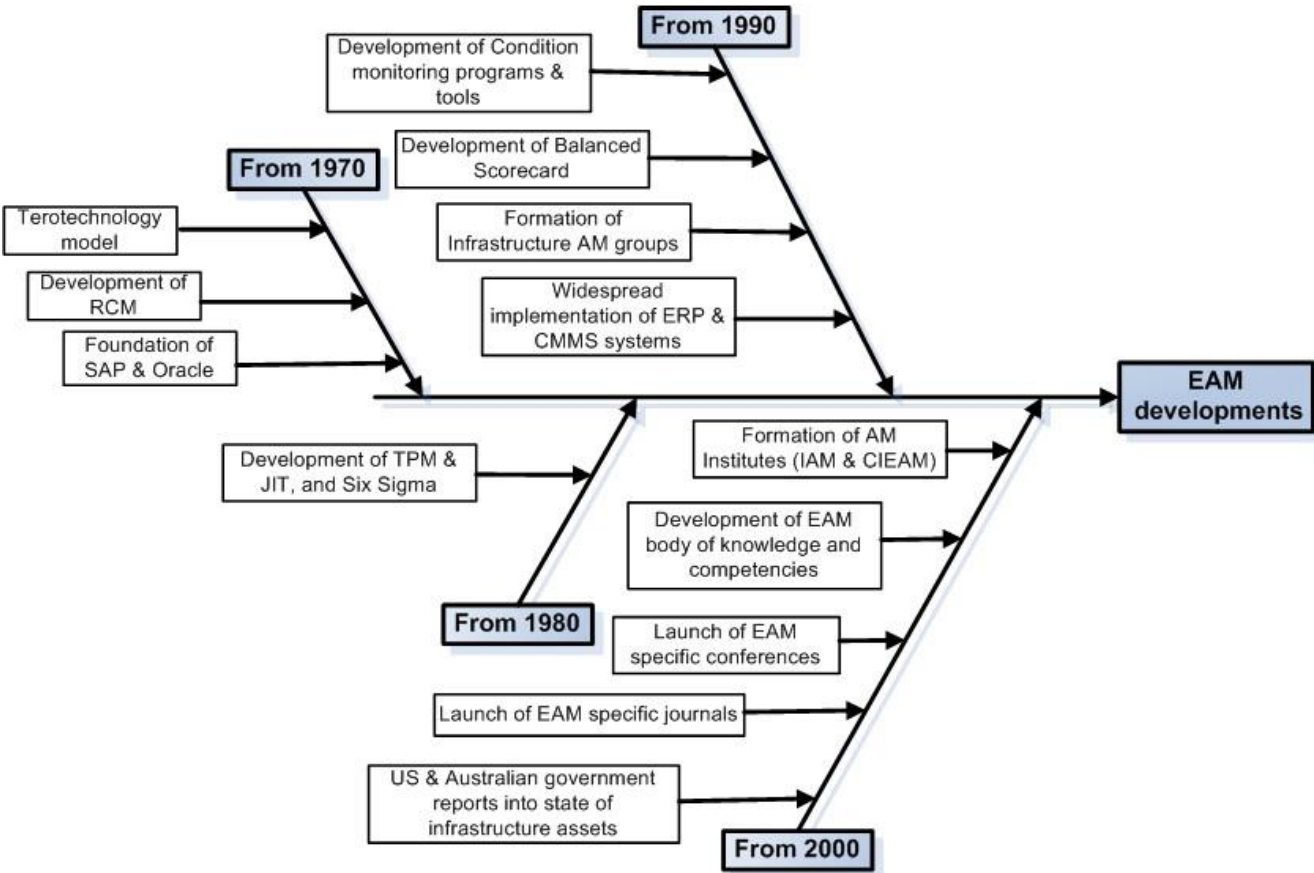 From 1990
Development of Condition
monitoring programs &
tools
Development of Balanced
Scorecard
Formation of
Infrastructure AM groups
Widespread
implementation of ERP &
CMMS systems
From 1970
Terotechnology
model
Development of
RCM
Foundation of
SAP & Oracle
EAM
developments
Development of TPM &
JIT, and Six Sigma
From 1980
Formation of AM
Institutes (IAM & CIEAM)
Development of EAM
body of knowledge and
competencies
Launch of EAM
specific conferences
Launch of EAM specific journals
US & Australian government
reports into state of
infrastructure assets
From 2000